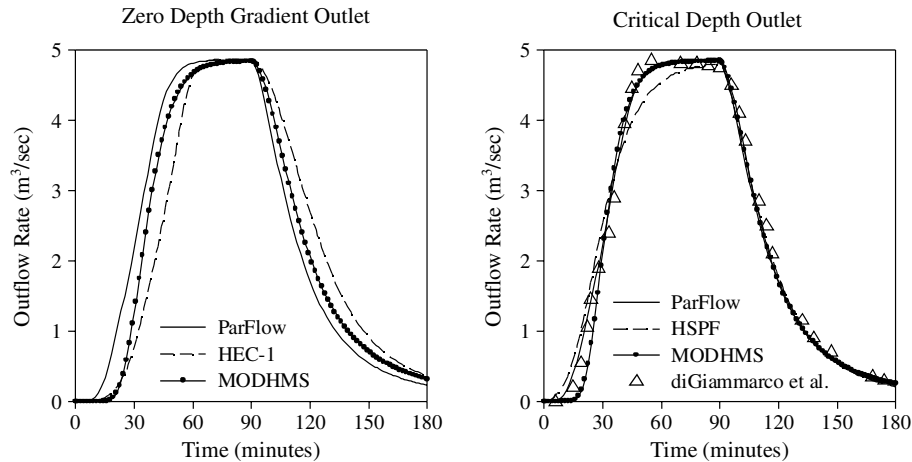 Zero Depth Gradient Outlet
5
4
3
2
1
0
Outflow Rate (m³/sec)
ParFlow
HEC-1
MODHMS
0 30 60 90 120 150 180
Time (minutes)
Critical Depth Outlet
5
4
3
2
1
0
Outflow Rate (m³/sec)
ParFlow
HSPF
MODHMS
diGiammarco et al.
0 30 60 90 120 150 180
Time (minutes)